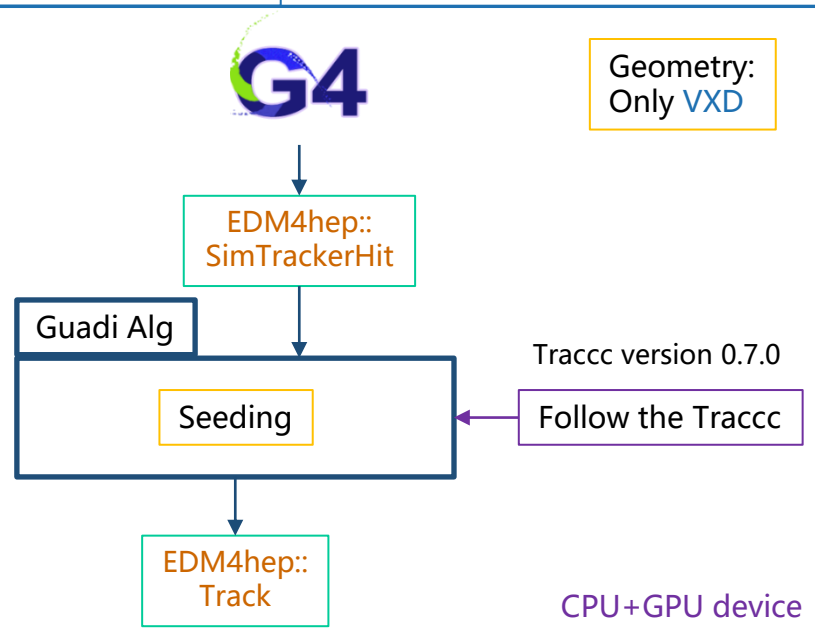 G4
Geometry:
Only VXD
EDM4hep::
SimTrackerHit
Guadi Alg
Traccc version 0.7.0
Seeding
Follow the Traccc
EDM4hep::
Track
CPU+GPU device